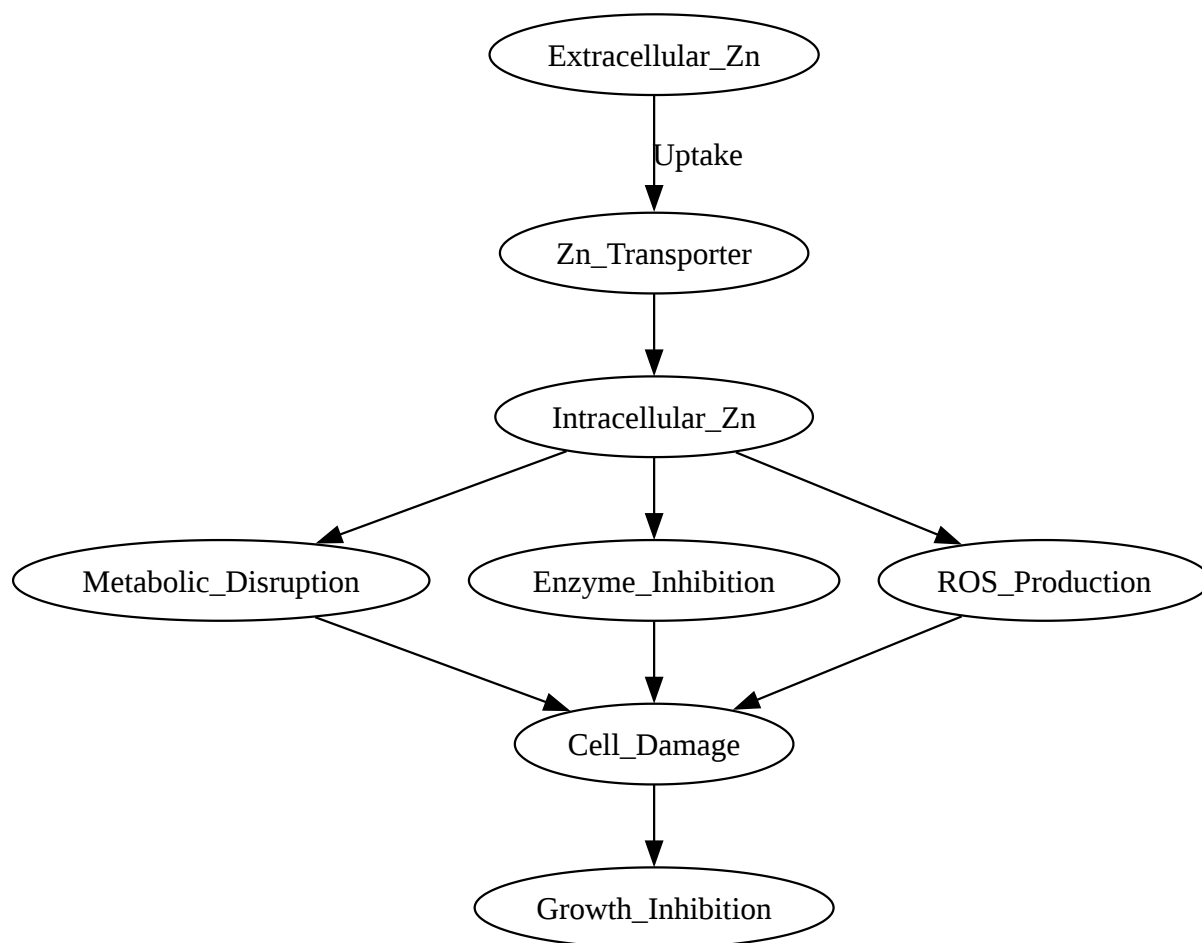 Extracellular_Zn
Uptake
Zn_Transporter
Intracellular_Zn
Metabolic_Disruption
Enzyme_Inhibition
ROS_Production
Cell_Damage
Growth_Inhibition